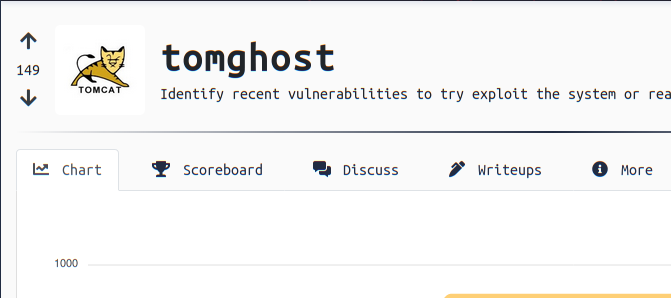 149
TOMCAT
tomghost
Identify recent vulnerabilities to try exploit the system or rea
Chart Scoreboard Discuss Writeups More
1000